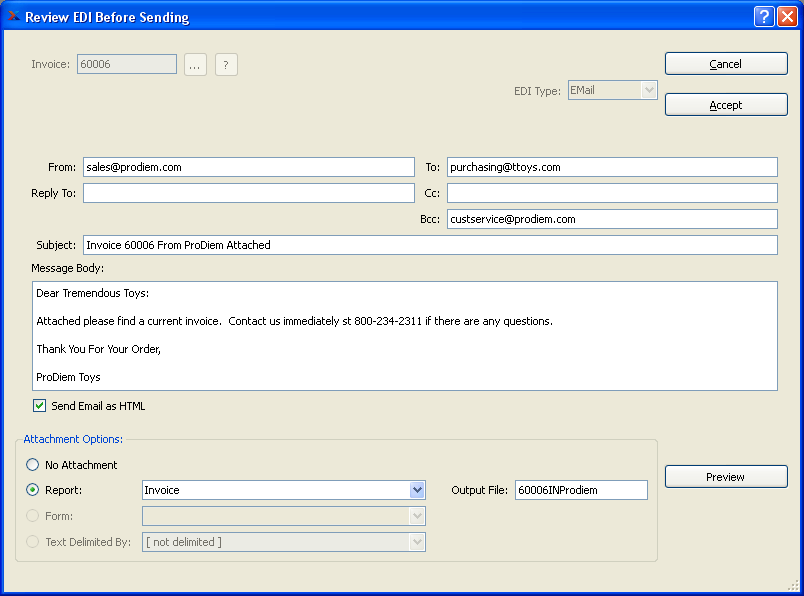 Review EDI Before Sending
?
Invoice: 60006 ... ?
Cancel
EDI Type: EMail
Accept
From: sales@prodiem.com To: purchasing@ttoys.com
Reply To: Cc:
Bcc: custservice@prodiem.com
Subject: Invoice 60006 From ProDiem Attached
Message Body:
Dear Tremendous Toys:
Attached please find a current invoice.  Contact us immediately st 800-234-2311 if there are any questions.
Thank You For Your Order,
ProDiem Toys
Send Email as HTML
Attachment Options:
No Attachment
Report: Invoice Output File: 60006INProdiem
Preview
Form:
Text Delimited By: [ not delimited ]